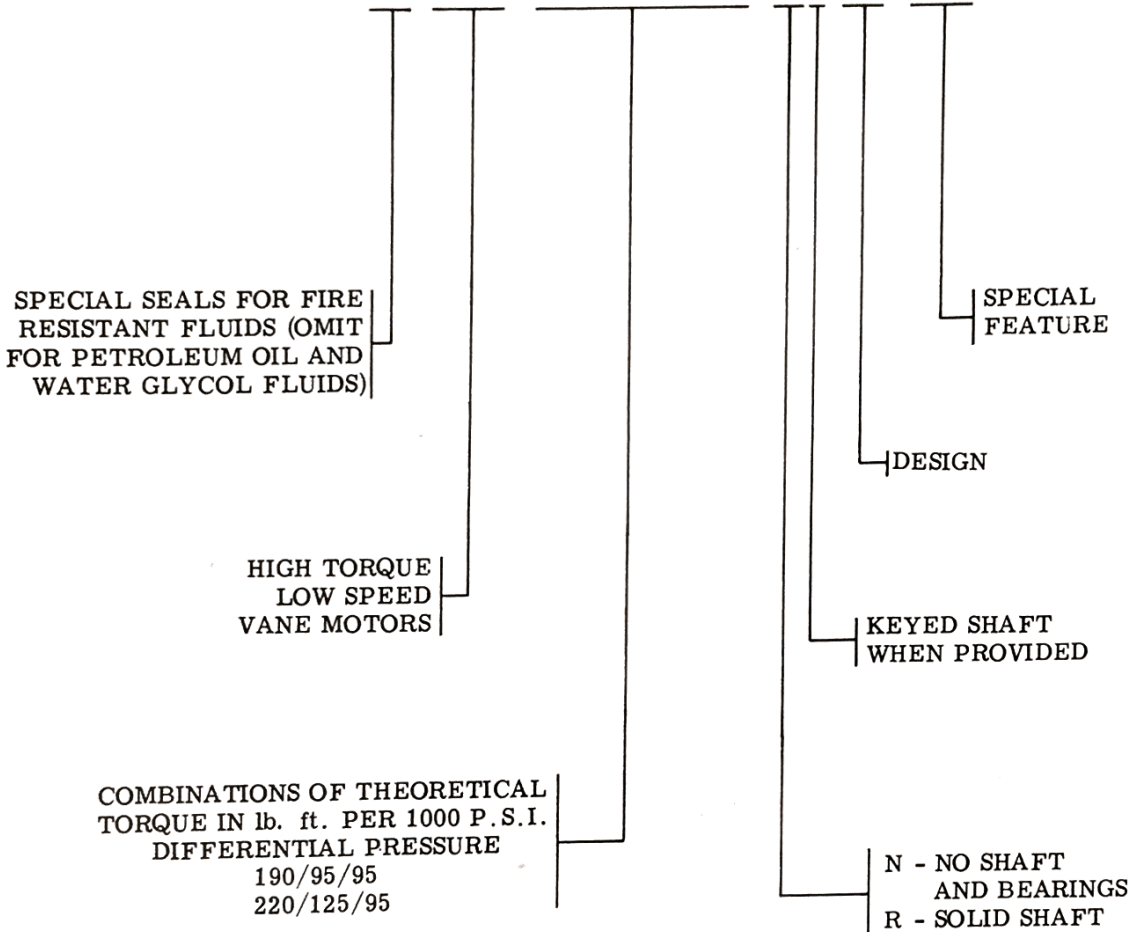 SPECIAL SEALS FOR FIRE
RESISTANT FLUIDS (OMIT
FOR PETROLEUM OIL AND
WATER GLYCOL FLUIDS)
SPECIAL
FEATURE
DESIGN
HIGH TORQUE
LOW SPEED
VANE MOTORS
KEYED SHAFT
WHEN PROVIDED
COMBINATIONS OF THEORETICAL
TORQUE IN lb. ft. PER 1000 P.S.I.
DIFFERENTIAL PRESSURE
190/95/95
220/125/95
N - NO SHAFT
AND BEARINGS
R - SOLID SHAFT